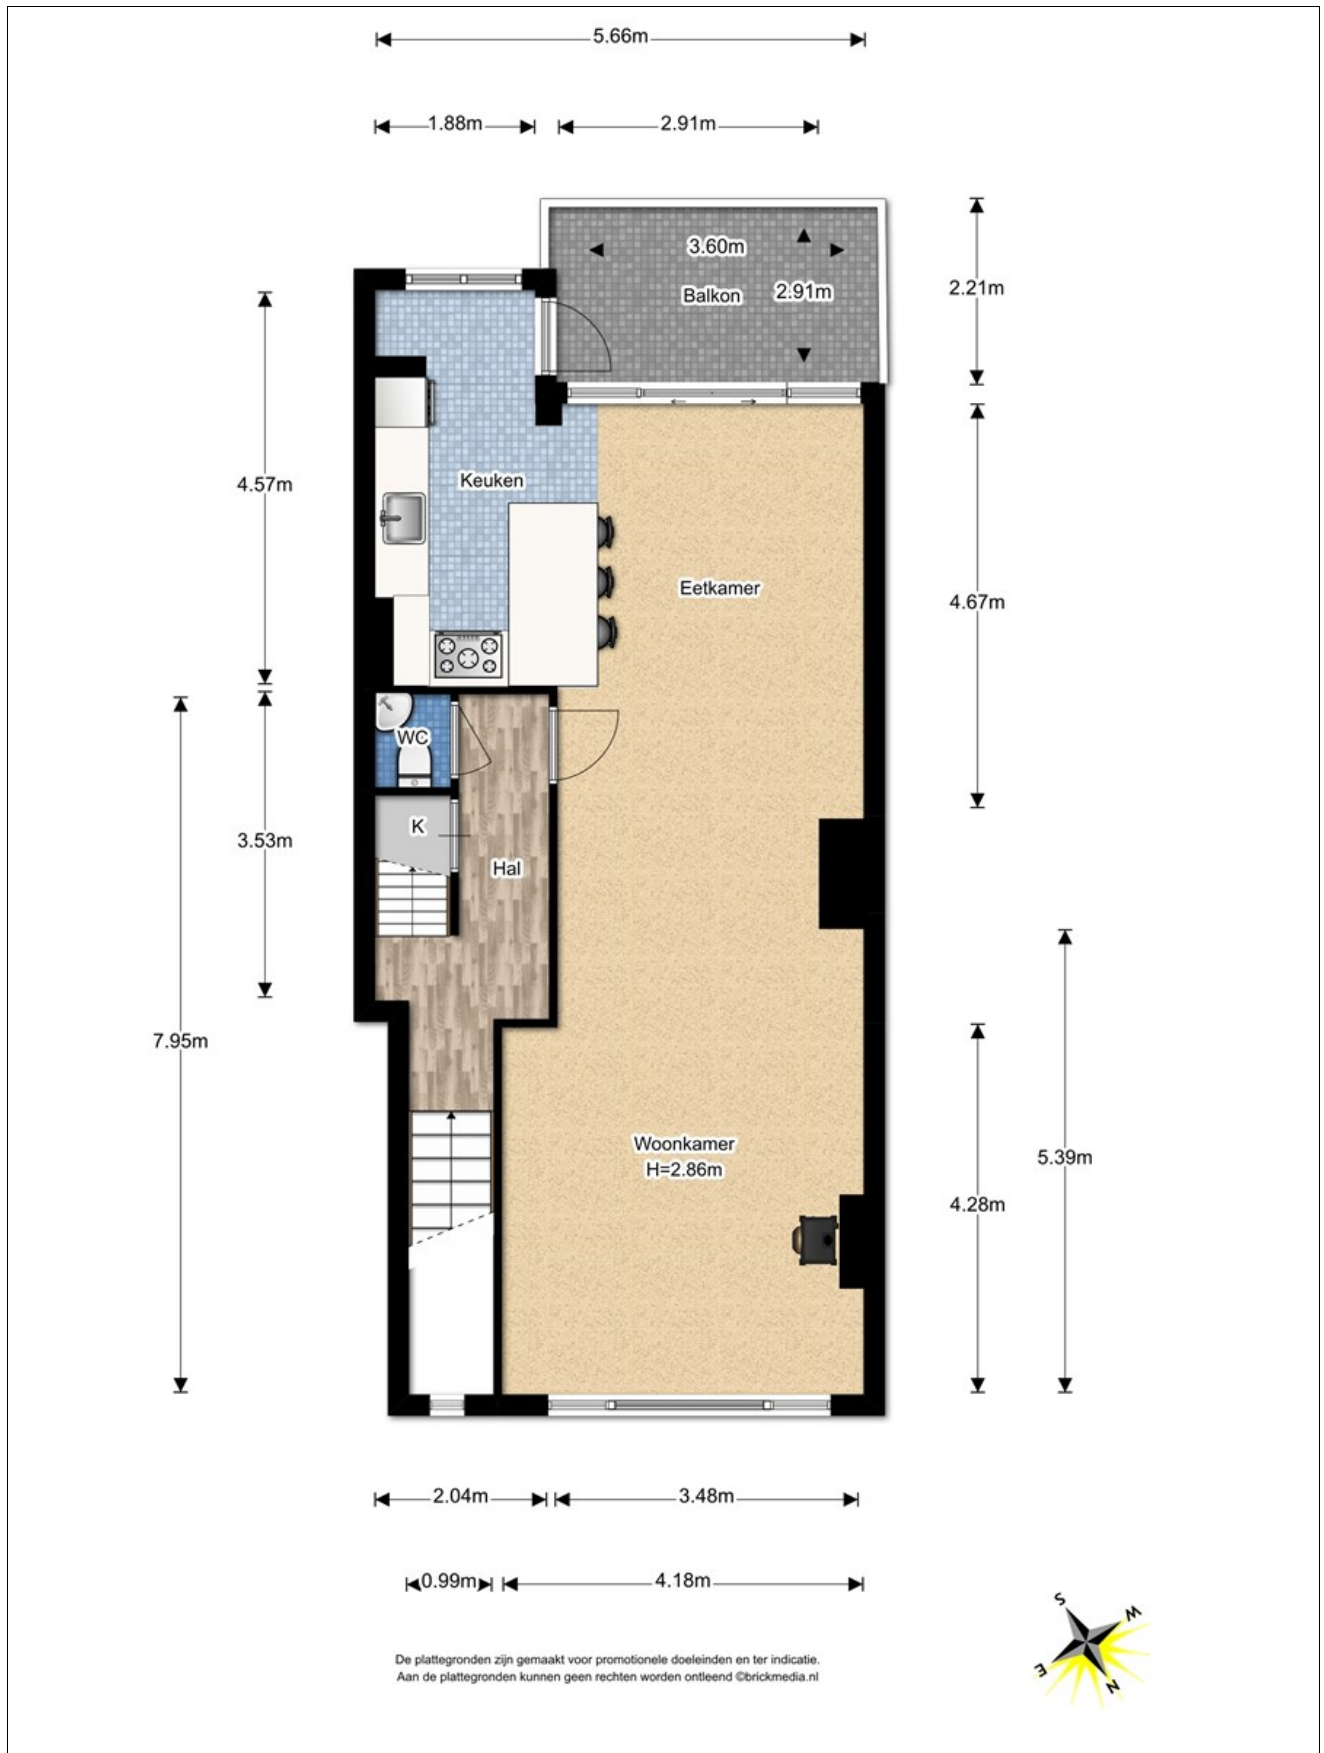 5.66m
1.88m
2.91m
3.60m
Balkon
2.91m
2.21m
4.57m
Keuken
Eetkamer
4.67m
WC
K
Hal
3.53m
7.95m
Woonkamer
H=2.86m
5.39m
4.28m
2.04m
3.48m
0.99m
4.18m
S
W
E
N
De plattegronden zijn gemaakt voor promotionele doeleinden en ter indicatie.
Aan de plattegronden kunnen geen rechten worden ontleend ©brickmedia.nl